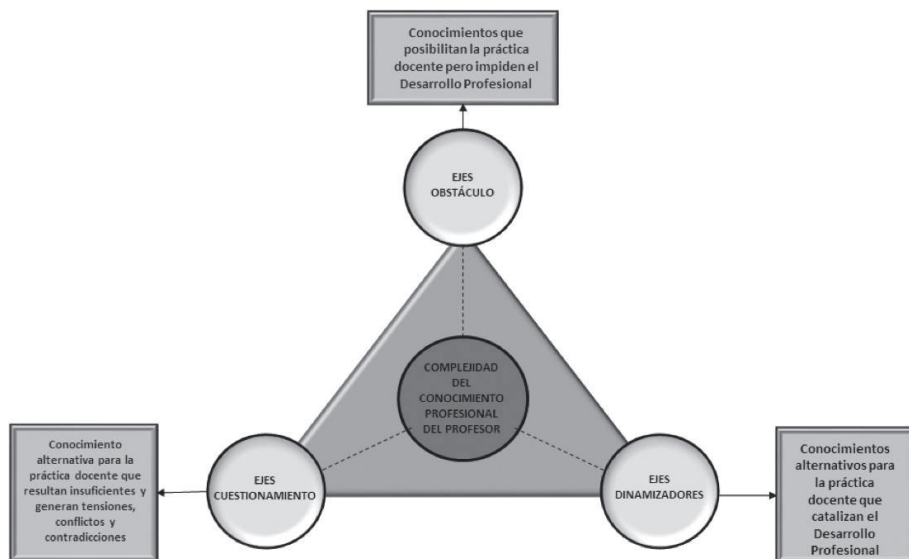 Conocimientos que
posibilitan la práctica
docente pero impiden el
Desarrollo Profesional
EJES
OBSTÁCULO
COMPLEJIDAD
DEL
CONOCIMIENTO
PROFESIONAL
DEL PROFESOR
Conocimiento
alternativa para la
práctica docente que
resultan insuficientes y
generan tensiones,
conflictos y
contradicciones
EJES
CUESTIONAMIENTO
EJES
DINAMIZADORES
Conocimientos
alternativos para
la práctica
docente que
catalizan el
Desarrollo
Profesional